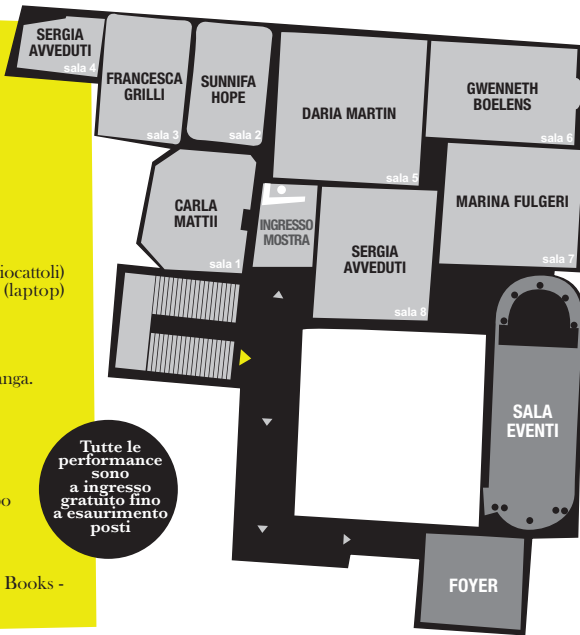 SERGIA
AVVEDUTI
sala 4
FRANCESCA
GRILLI
sala 3
SUNNIFA
HOPE
sala 2
DARIA MARTIN
sala 5
GWENNETH
BOELENS
sala 6
CARLA
MATTII
sala 1
INGRESSO
MOSTRA
SERGIA
AVVEDUTI
sala 8
MARINA FULGERI
sala 7
iocattoli)
(laptop)
anga.
SALA
EVENTI
Tutte le
performance
sono
a ingresso
gratuito fino
a esaurimento
posti
Books -
FOYER